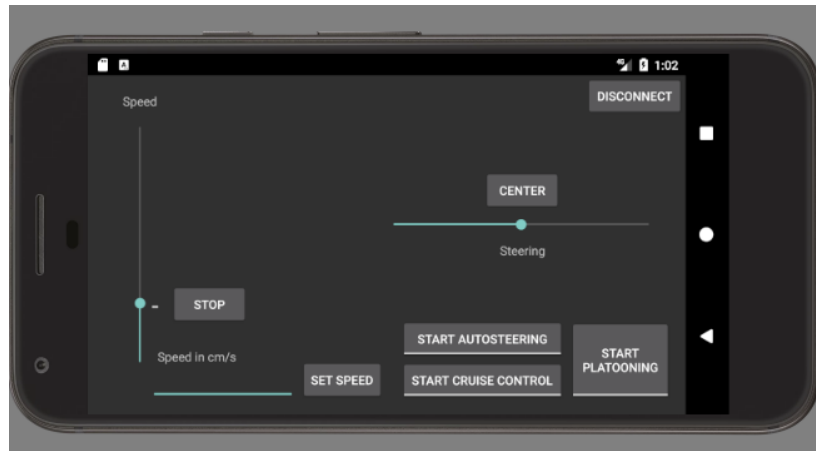 4G 1:02
Speed
DISCONNECT
CENTER
Steering
STOP
Speed in cm/s
SET SPEED
START AUTOSTEERING
START CRUISE CONTROL
START
PLATOONING